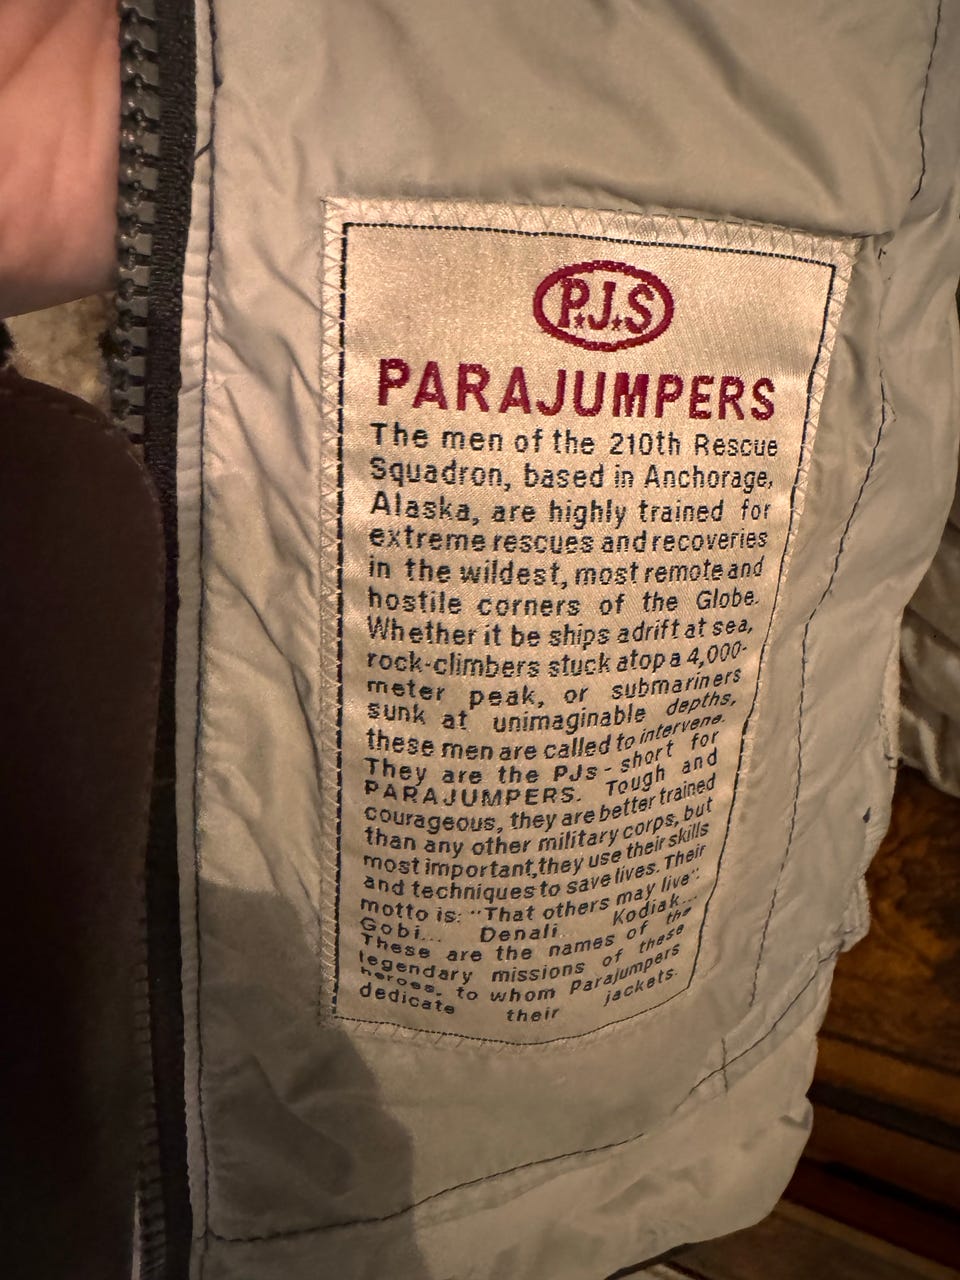 P.J.S
PARAJUMPERS
The men of the 210th Rescue
Squadron, based in Anchorage,
Alaska, are highly trained for
extreme rescues and recoveries
in the wildest, most remote and
hostile corners of the Globe.
Whether it be ships adrift at sea,
rock-climbers stuck atop a 4,000-
meter peak, or submariners
sunk at unimaginable depths,
these men are called to intervene.
They are the PJs - short for
PARAJUMPERS. Tough and
courageous, they are better trained
than any other military corps, but
most important, they use their skills
and techniques to save lives. Their
motto is: "That others may live".
Gobi... Denali... Kodiak...
These are the names of the
legendary missions of these
heroes, to whom Parajumpers
dedicate their jackets.